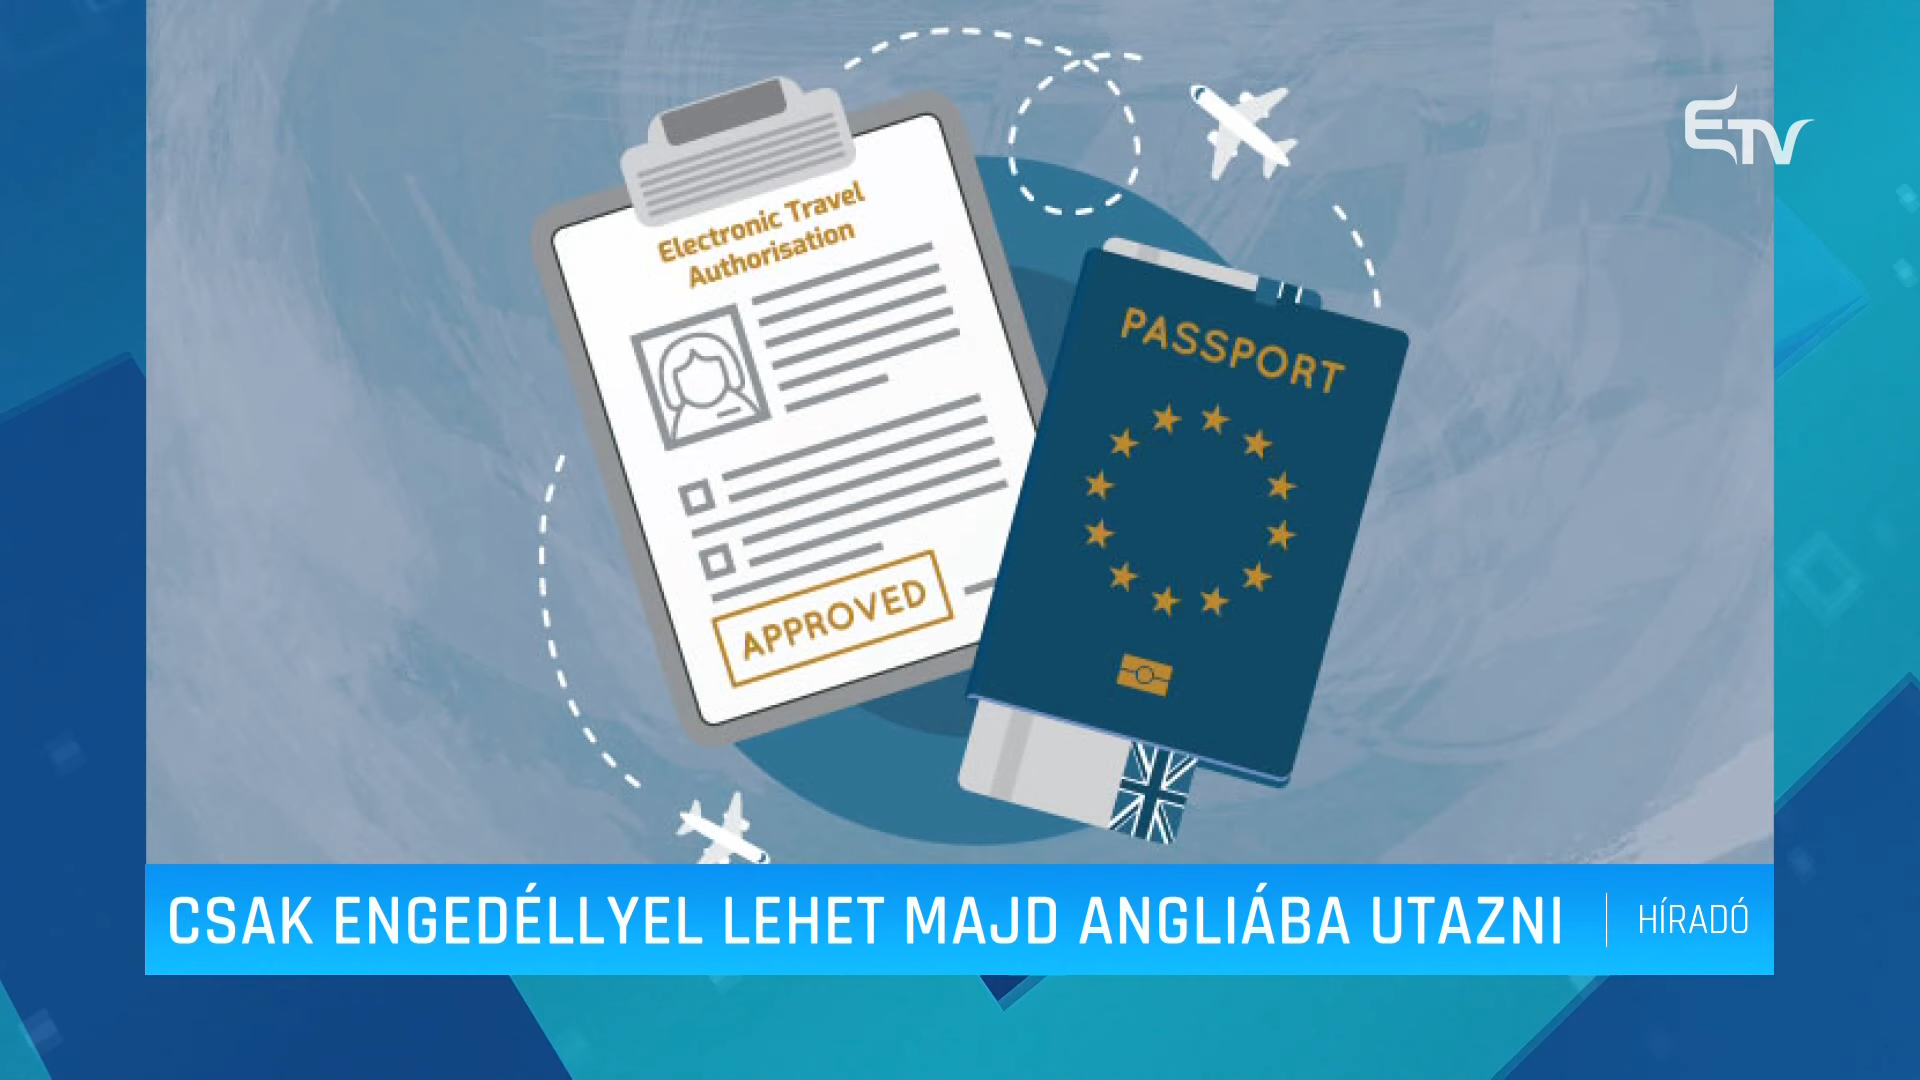 ETV
Electronic Travel
Authorisation
PASSPORT
APPROVED
CSAK ENGEDÉLLYEL LEHET MAJD ANGLIÁBA UTAZNI
HÍRADÓ